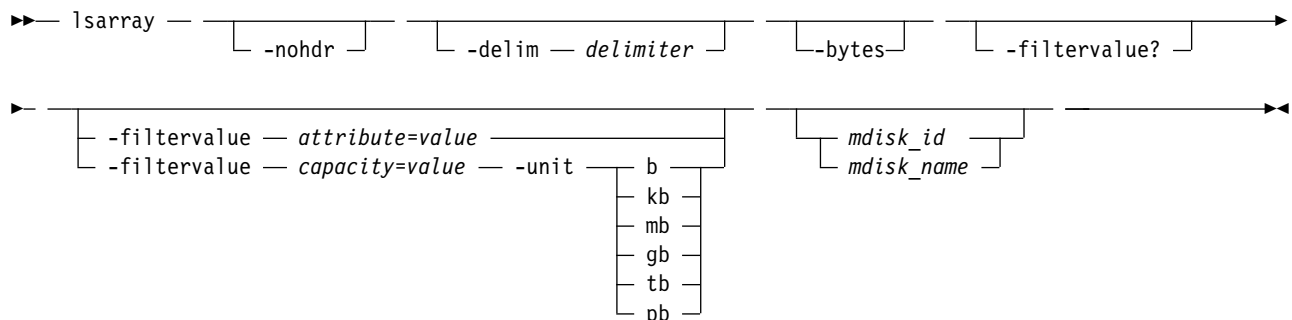 lsarray -nohdr -delim delimiter -bytes -filtervalue?
-filtervalue attribute=value mdisk_id
-filtervalue capacity=value -unit b mdisk_name
kb
mb
gb
tb
pb